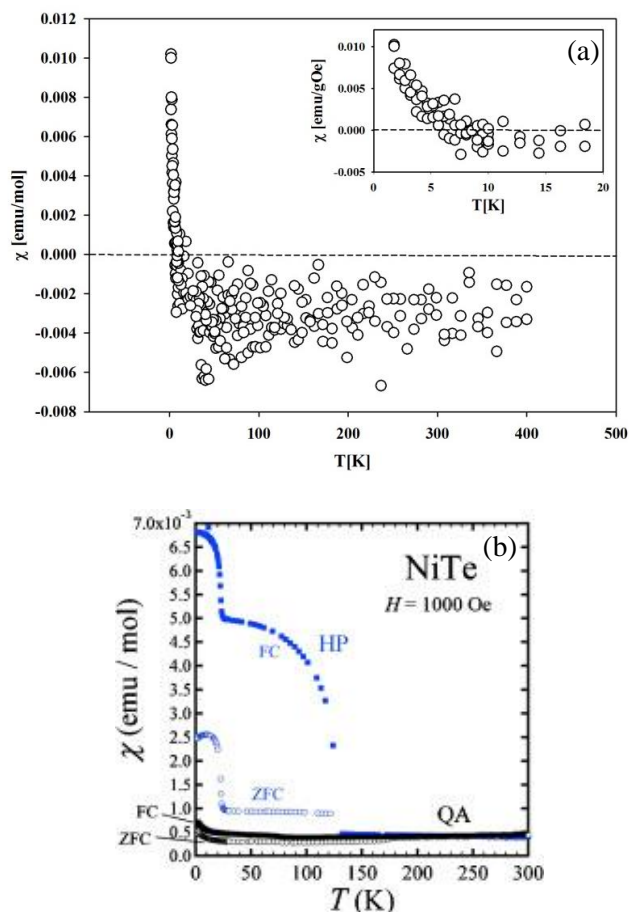 (a)
χ [emu/mol]
0.012
0.010
0.008
0.006
0.004
0.002
0.000
-0.002
-0.004
-0.006
-0.008
0 100 200 300 400 500
T[K]
χ [emu/gOe]
0.010
0.005
0.000
-0.005
0 5 10 15 20
T[K]
(b)
χ (emu / mol)
7.0x10⁻³
6.5
6.0
5.5
5.0
4.5
4.0
3.5
3.0
2.5
2.0
1.5
1.0
0.5
0.0
NiTe
H = 1000 Oe
HP
FC
ZFC
QA
FC
ZFC
0 50 100 150 200 250 300
T (K)